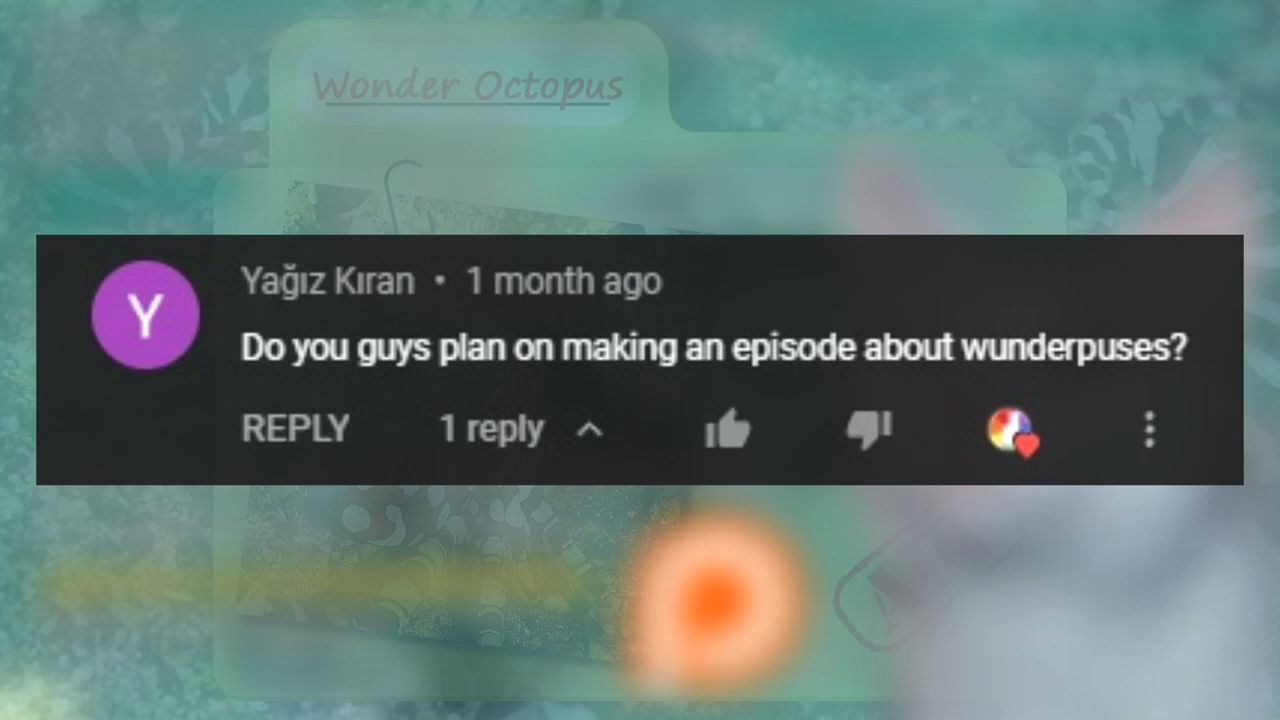 Wonder Octopus
Y
Yağız Kıran • 1 month ago
Do you guys plan on making an episode about wunderpuses?
REPLY 1 reply